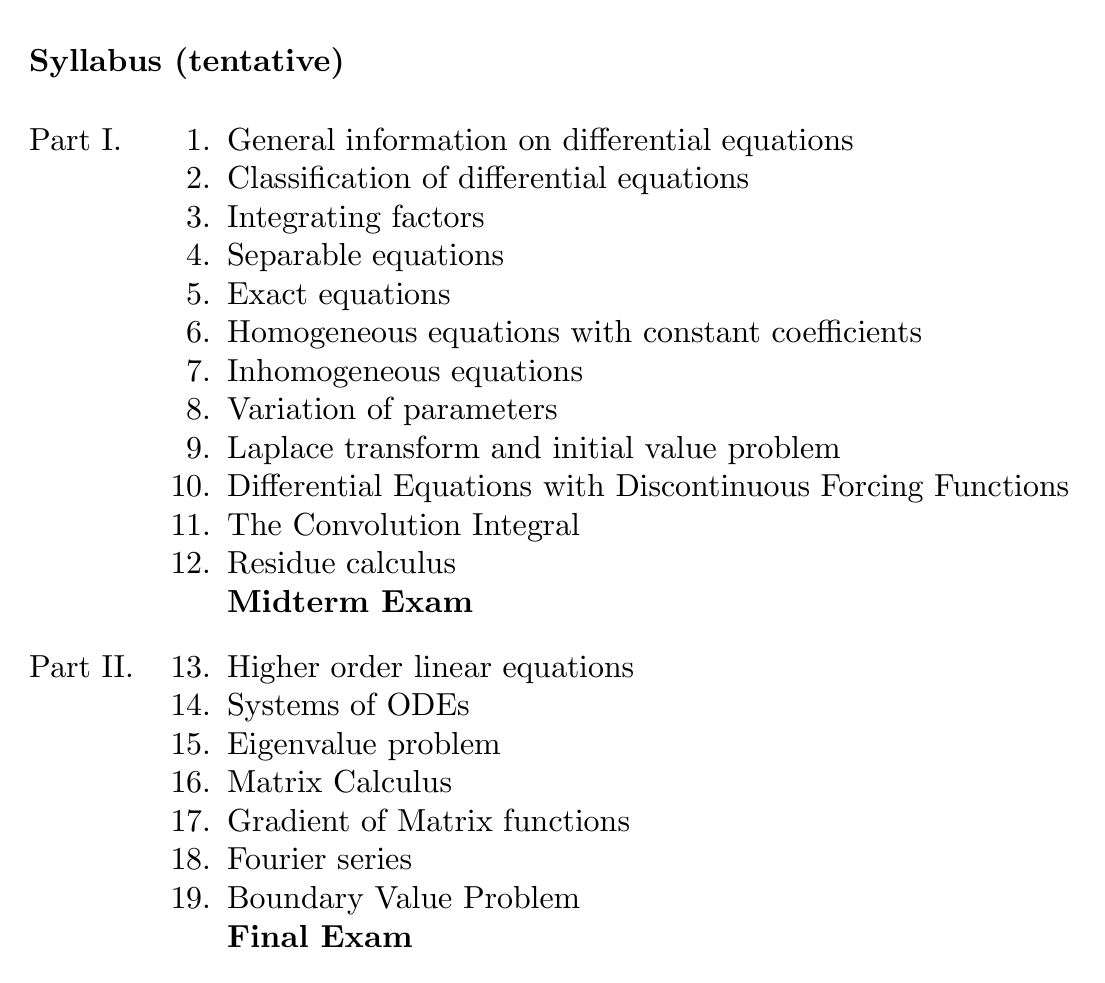 Syllabus (tentative)
Part I. 1. General information on differential equations
2. Classification of differential equations
3. Integrating factors
4. Separable equations
5. Exact equations
6. Homogeneous equations with constant coefficients
7. Inhomogeneous equations
8. Variation of parameters
9. Laplace transform and initial value problem
10. Differential Equations with Discontinuous Forcing Functions
11. The Convolution Integral
12. Residue calculus
Midterm Exam
Part II. 13. Higher order linear equations
14. Systems of ODEs
15. Eigenvalue problem
16. Matrix Calculus
17. Gradient of Matrix functions
18. Fourier series
19. Boundary Value Problem
Final Exam